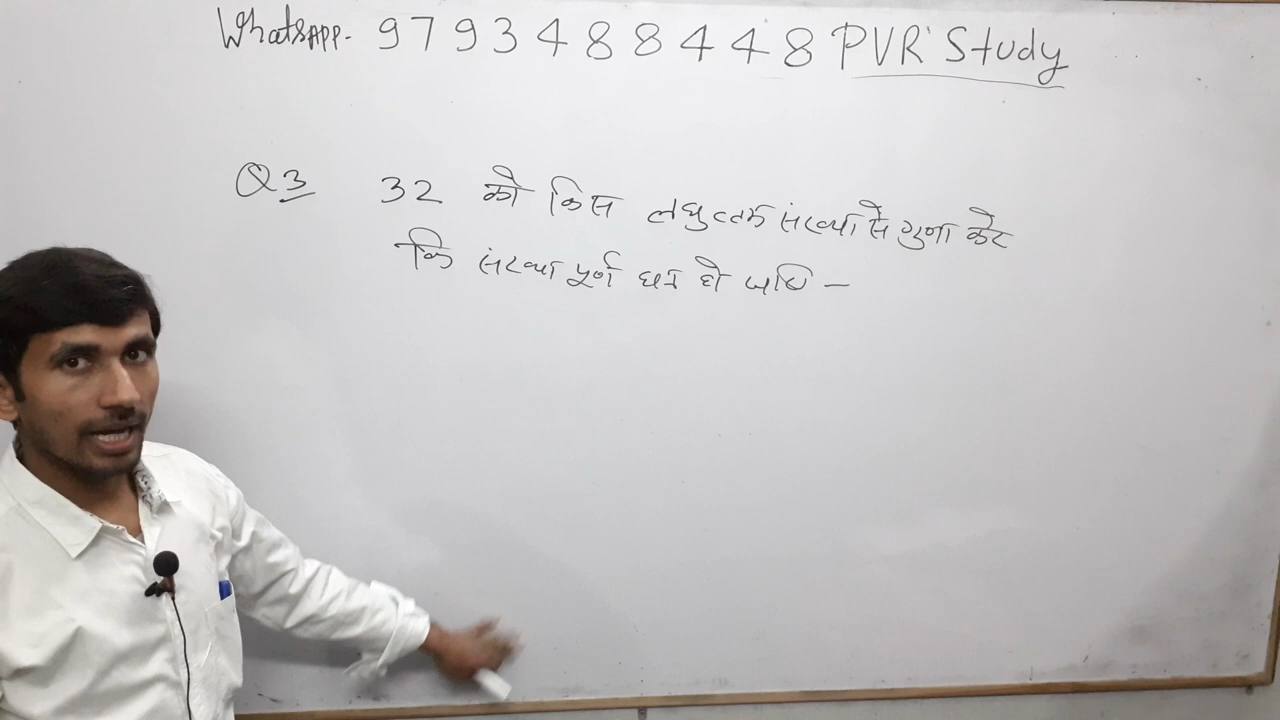 WhatsAPP- 9793488448 PVR Study
Q3 32 को किस लघुत्तम संख्या से गुणा करें
कि संख्या पूर्ण घन हो जाये -